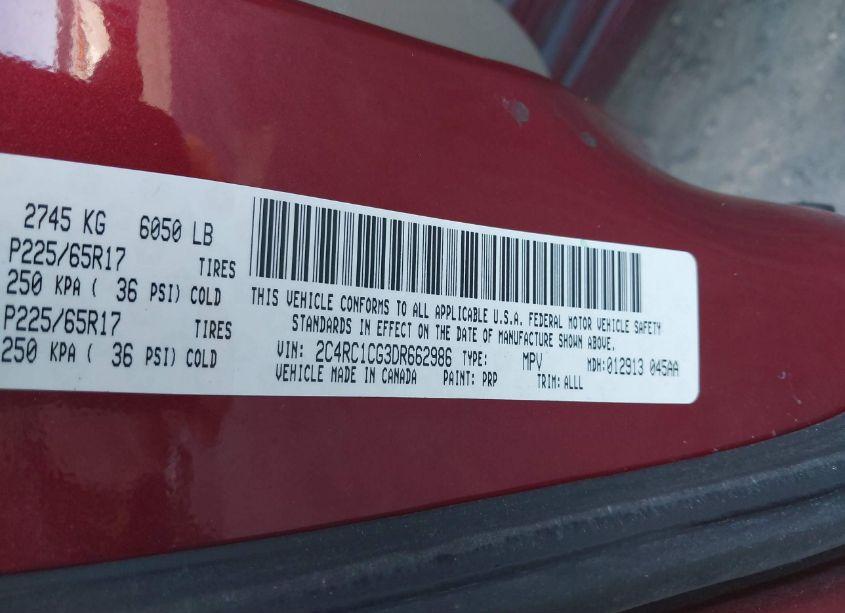 2745 KG 6050 LB
P225/65R17 TIRES
250 KPA ( 36 PSI) COLD
P225/65R17 TIRES
250 KPA ( 36 PSI) COLD
THIS VEHICLE CONFORMS TO ALL APPLICABLE U.S.A. FEDERAL MOTOR VEHICLE SAFETY
STANDARDS IN EFFECT ON THE DATE OF MANUFACTURE SHOWN ABOVE.
VIN: 2C4RC1CG3DR662986 TYPE: MPV MDH:012913 045AA
VEHICLE MADE IN CANADA PAINT: PRP TRIM: ALLL